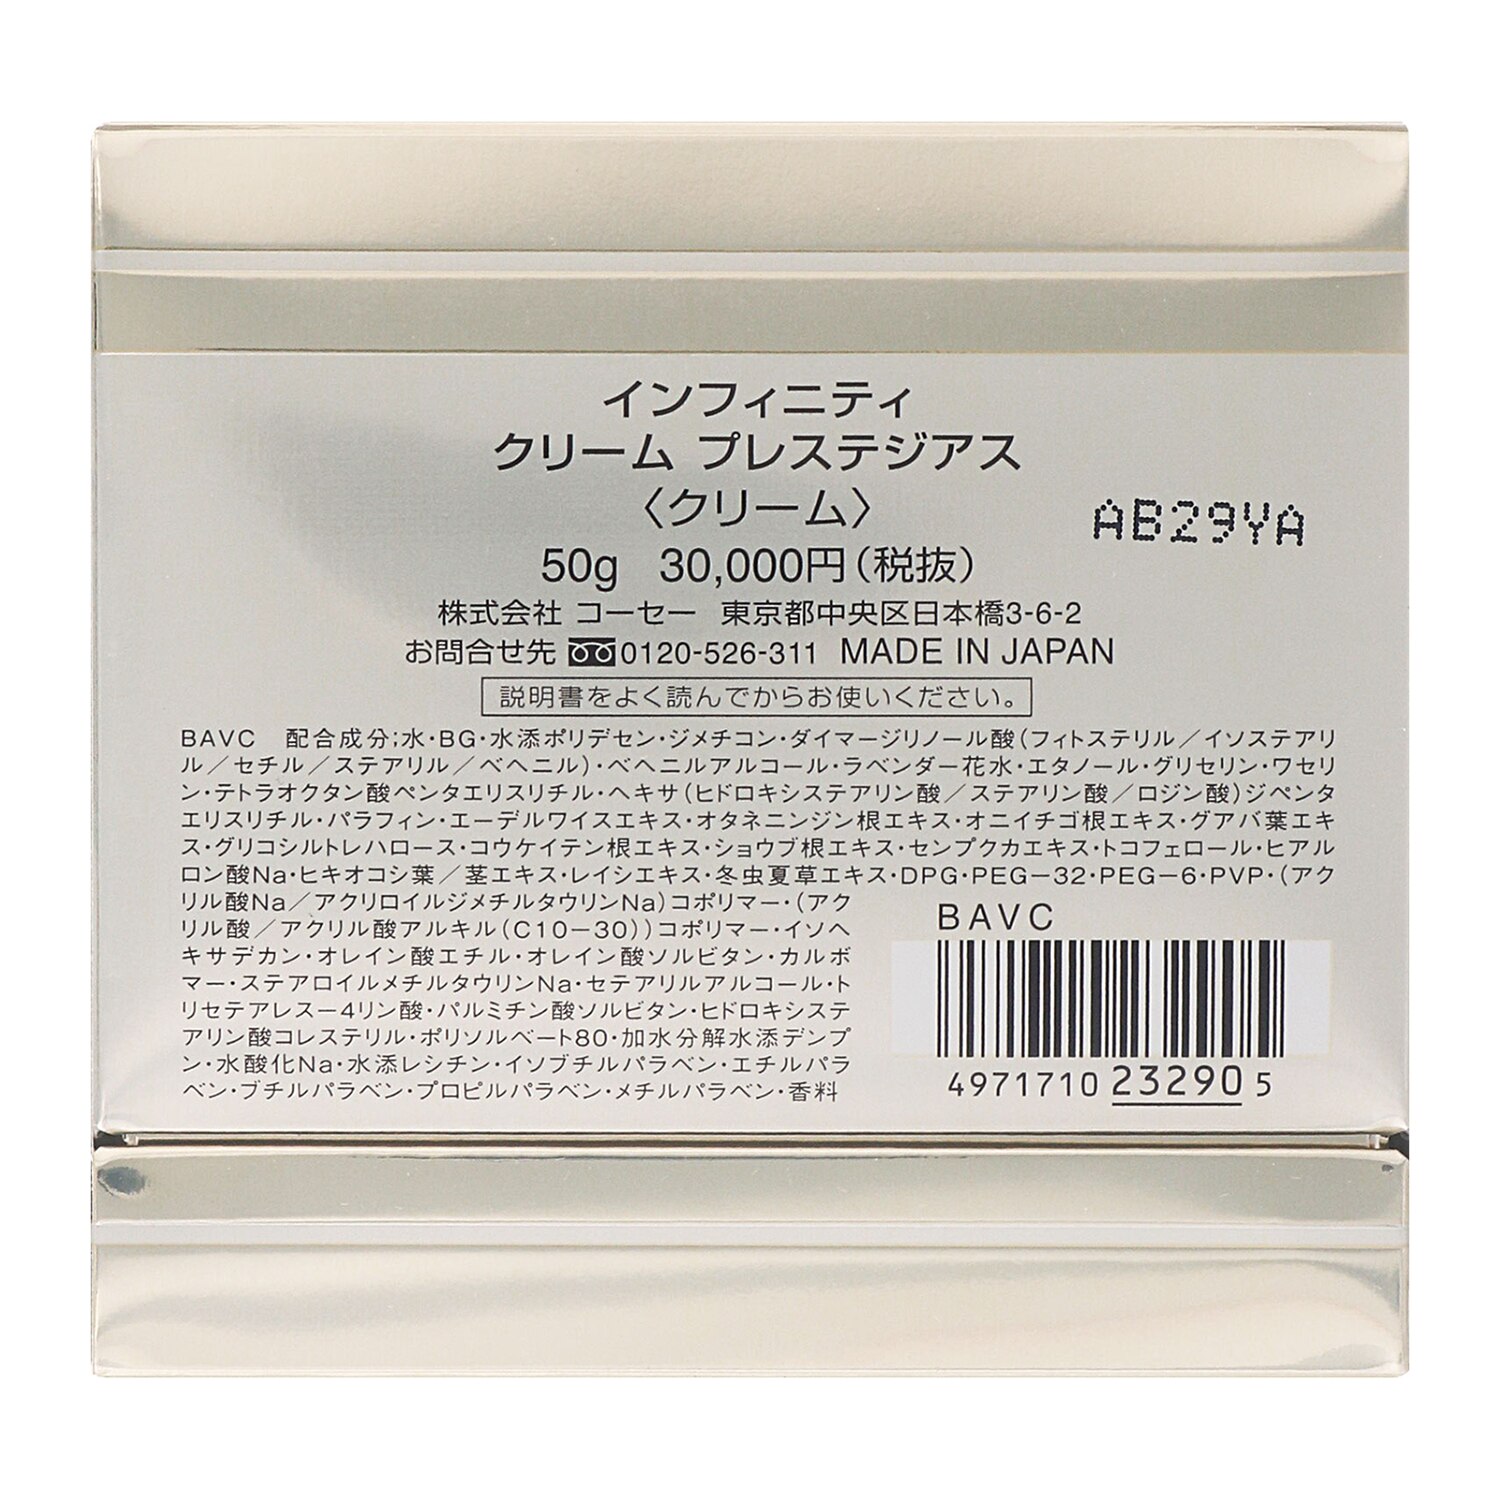 インフィニティ
クリーム プレステジアス
〈クリーム〉
AB29YA
50g 30,000円(税抜)
株式会社 コーセー 東京都中央区日本橋3-6-2
お問合せ先 0120-526-311 MADE IN JAPAN
説明書をよく読んでからお使いください。
BAVC 配合成分;水・BG・水添ポリデセン・ジメチコン・ダイマージリノール酸(フィトステリル/イソステアリ
ル/セチル/ステアリル/ベヘニル)・ベヘニルアルコール・ラベンダー花水・エタノール・グリセリン・ワセリ
ン・テトラオクタン酸ペンタエリスリチル・ヘキサ(ヒドロキシステアリン酸/ステアリン酸/ロジン酸)ジペンタ
エリスリチル・パラフィン・エーデルワイスエキス・オタネニンジン根エキス・オニイチゴ根エキス・グアバ葉エキ
ス・グリコシルトレハロース・コウケイテン根エキス・ショウブ根エキス・センプクカエキス・トコフェロール・ヒアル
ロン酸Na・ヒキオコシ葉/茎エキス・レイシエキス・冬虫夏草エキス・DPG・PEG-32・PEG-6・PVP・(アク
リル酸Na/アクリロイルジメチルタウリンNa)コポリマー・(アク
リル酸/アクリル酸アルキル(C10-30))コポリマー・イソヘ
キサデカン・オレイン酸エチル・オレイン酸ソルビタン・カルボ
マー・ステアロイルメチルタウリンNa・セテアリルアルコール・ト
リセテアレス-4リン酸・パルミチン酸ソルビタン・ヒドロキシステ
アリン酸コレステリル・ポリソルベート80・加水分解水添デンプ
ン・水酸化Na・水添レシチン・イソブチルパラベン・エチルパラ
ベン・ブチルパラベン・プロピルパラベン・メチルパラベン・香料
BAVC
4971710 23290 5